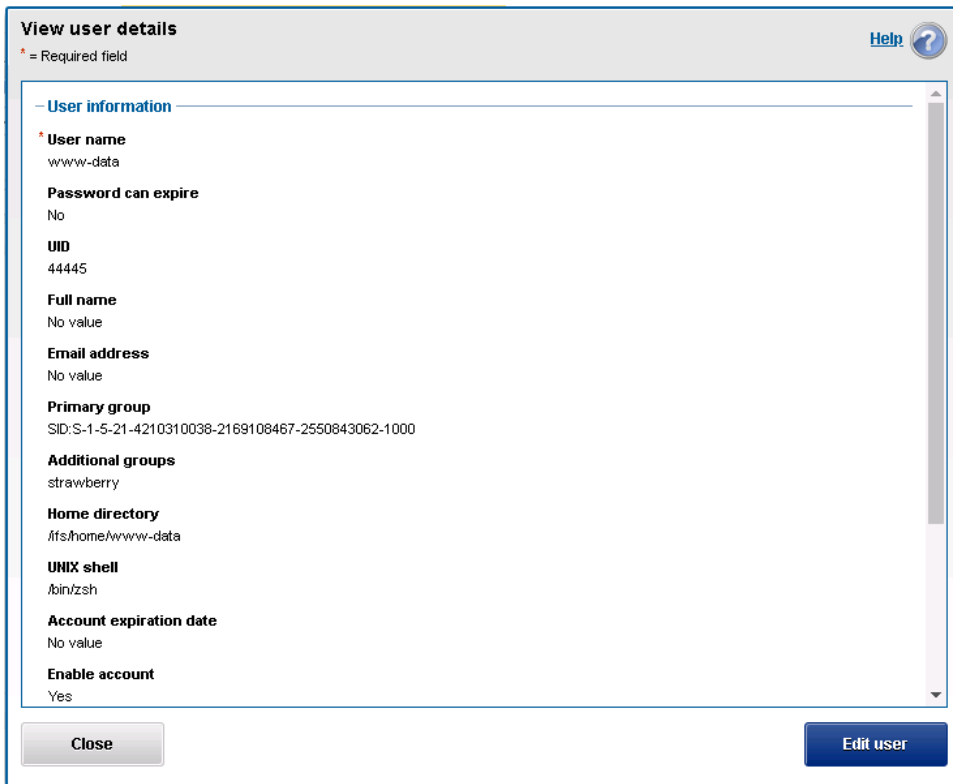 View user details
Help
* = Required field
User information
* User name
www-data
Password can expire
No
UID
44445
Full name
No value
Email address
No value
Primary group
SID:S-1-5-21-4210310038-2169108467-2550843062-1000
Additional groups
strawberry
Home directory
/ifs/home/www-data
UNIX shell
/bin/zsh
Account expiration date
No value
Enable account
Yes
Close
Edit user